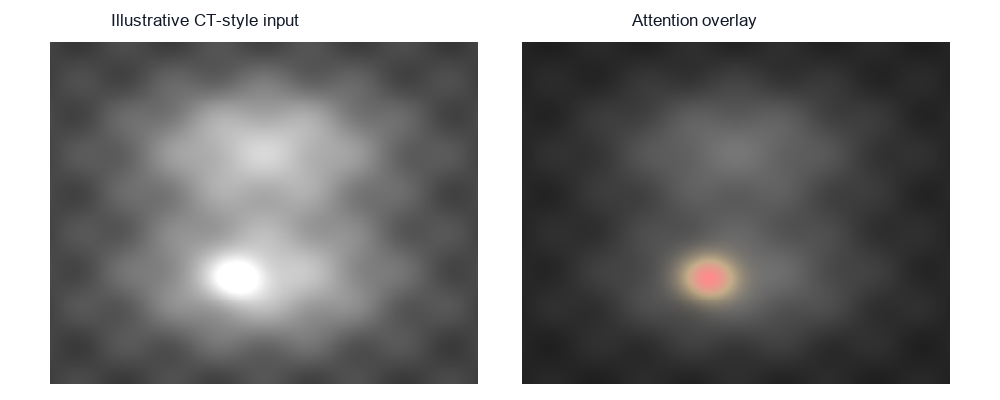 Illustrative CT-style input
Attention overlay